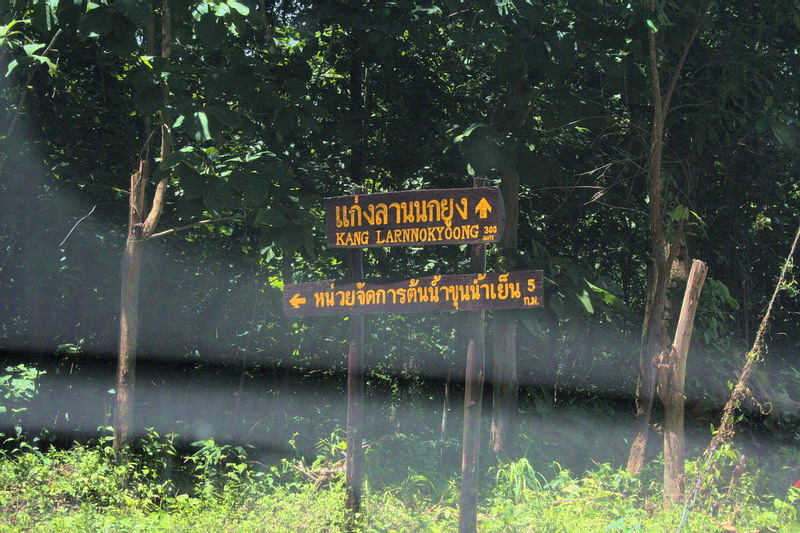 แก่งลานนกยูง
KANG LARNNOKYOONG 300
หน่วยจัดการต้นน้ำขุนน้ำเย็น 5
ก.ม.